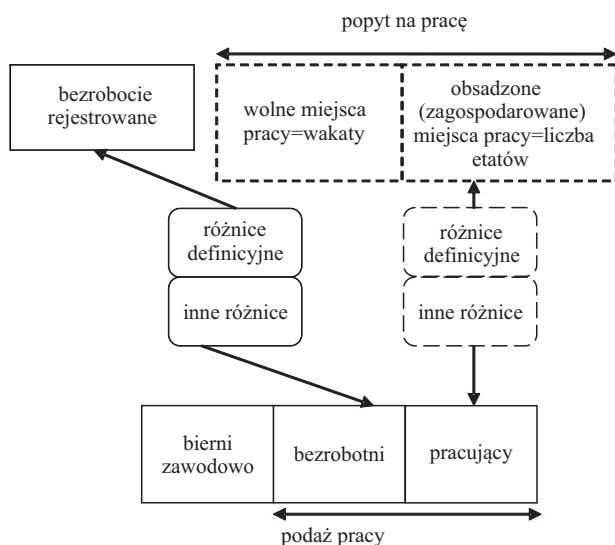 popyt na pracę
bezrobocie
rejestrowane
wolne miejsca
pracy=wakaty
obsadzone
(zagospodarowane)
miejsca pracy=liczba
etatów
różnice
definicyjne
inne różnice
różnice
definicyjne
inne różnice
bierni
zawodowo
bezrobotni
pracujący
podaż pracy